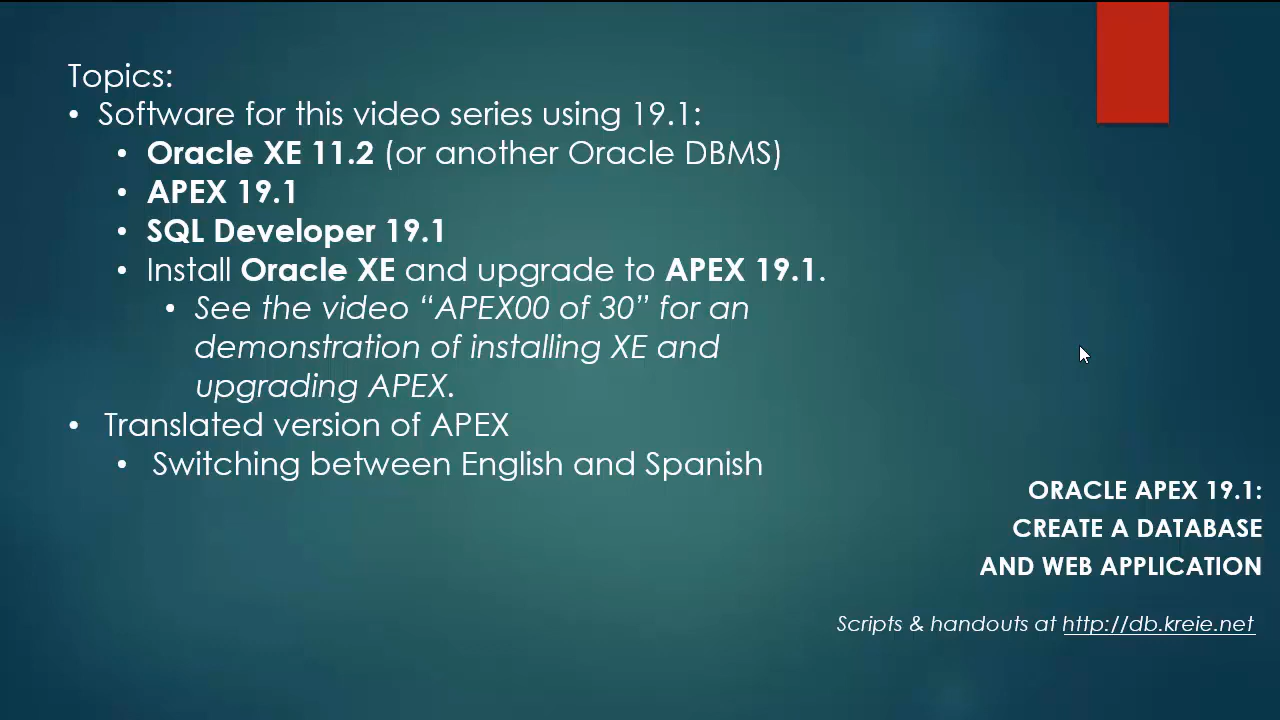 Topics:
• Software for this video series using 19.1:
• Oracle XE 11.2 (or another Oracle DBMS)
• APEX 19.1
• SQL Developer 19.1
• Install Oracle XE and upgrade to APEX 19.1.
• See the video “APEX00 of 30” for an
demonstration of installing XE and
upgrading APEX.
• Translated version of APEX
• Switching between English and Spanish
ORACLE APEX 19.1:
CREATE A DATABASE
AND WEB APPLICATION
Scripts & handouts at http://db.kreie.net